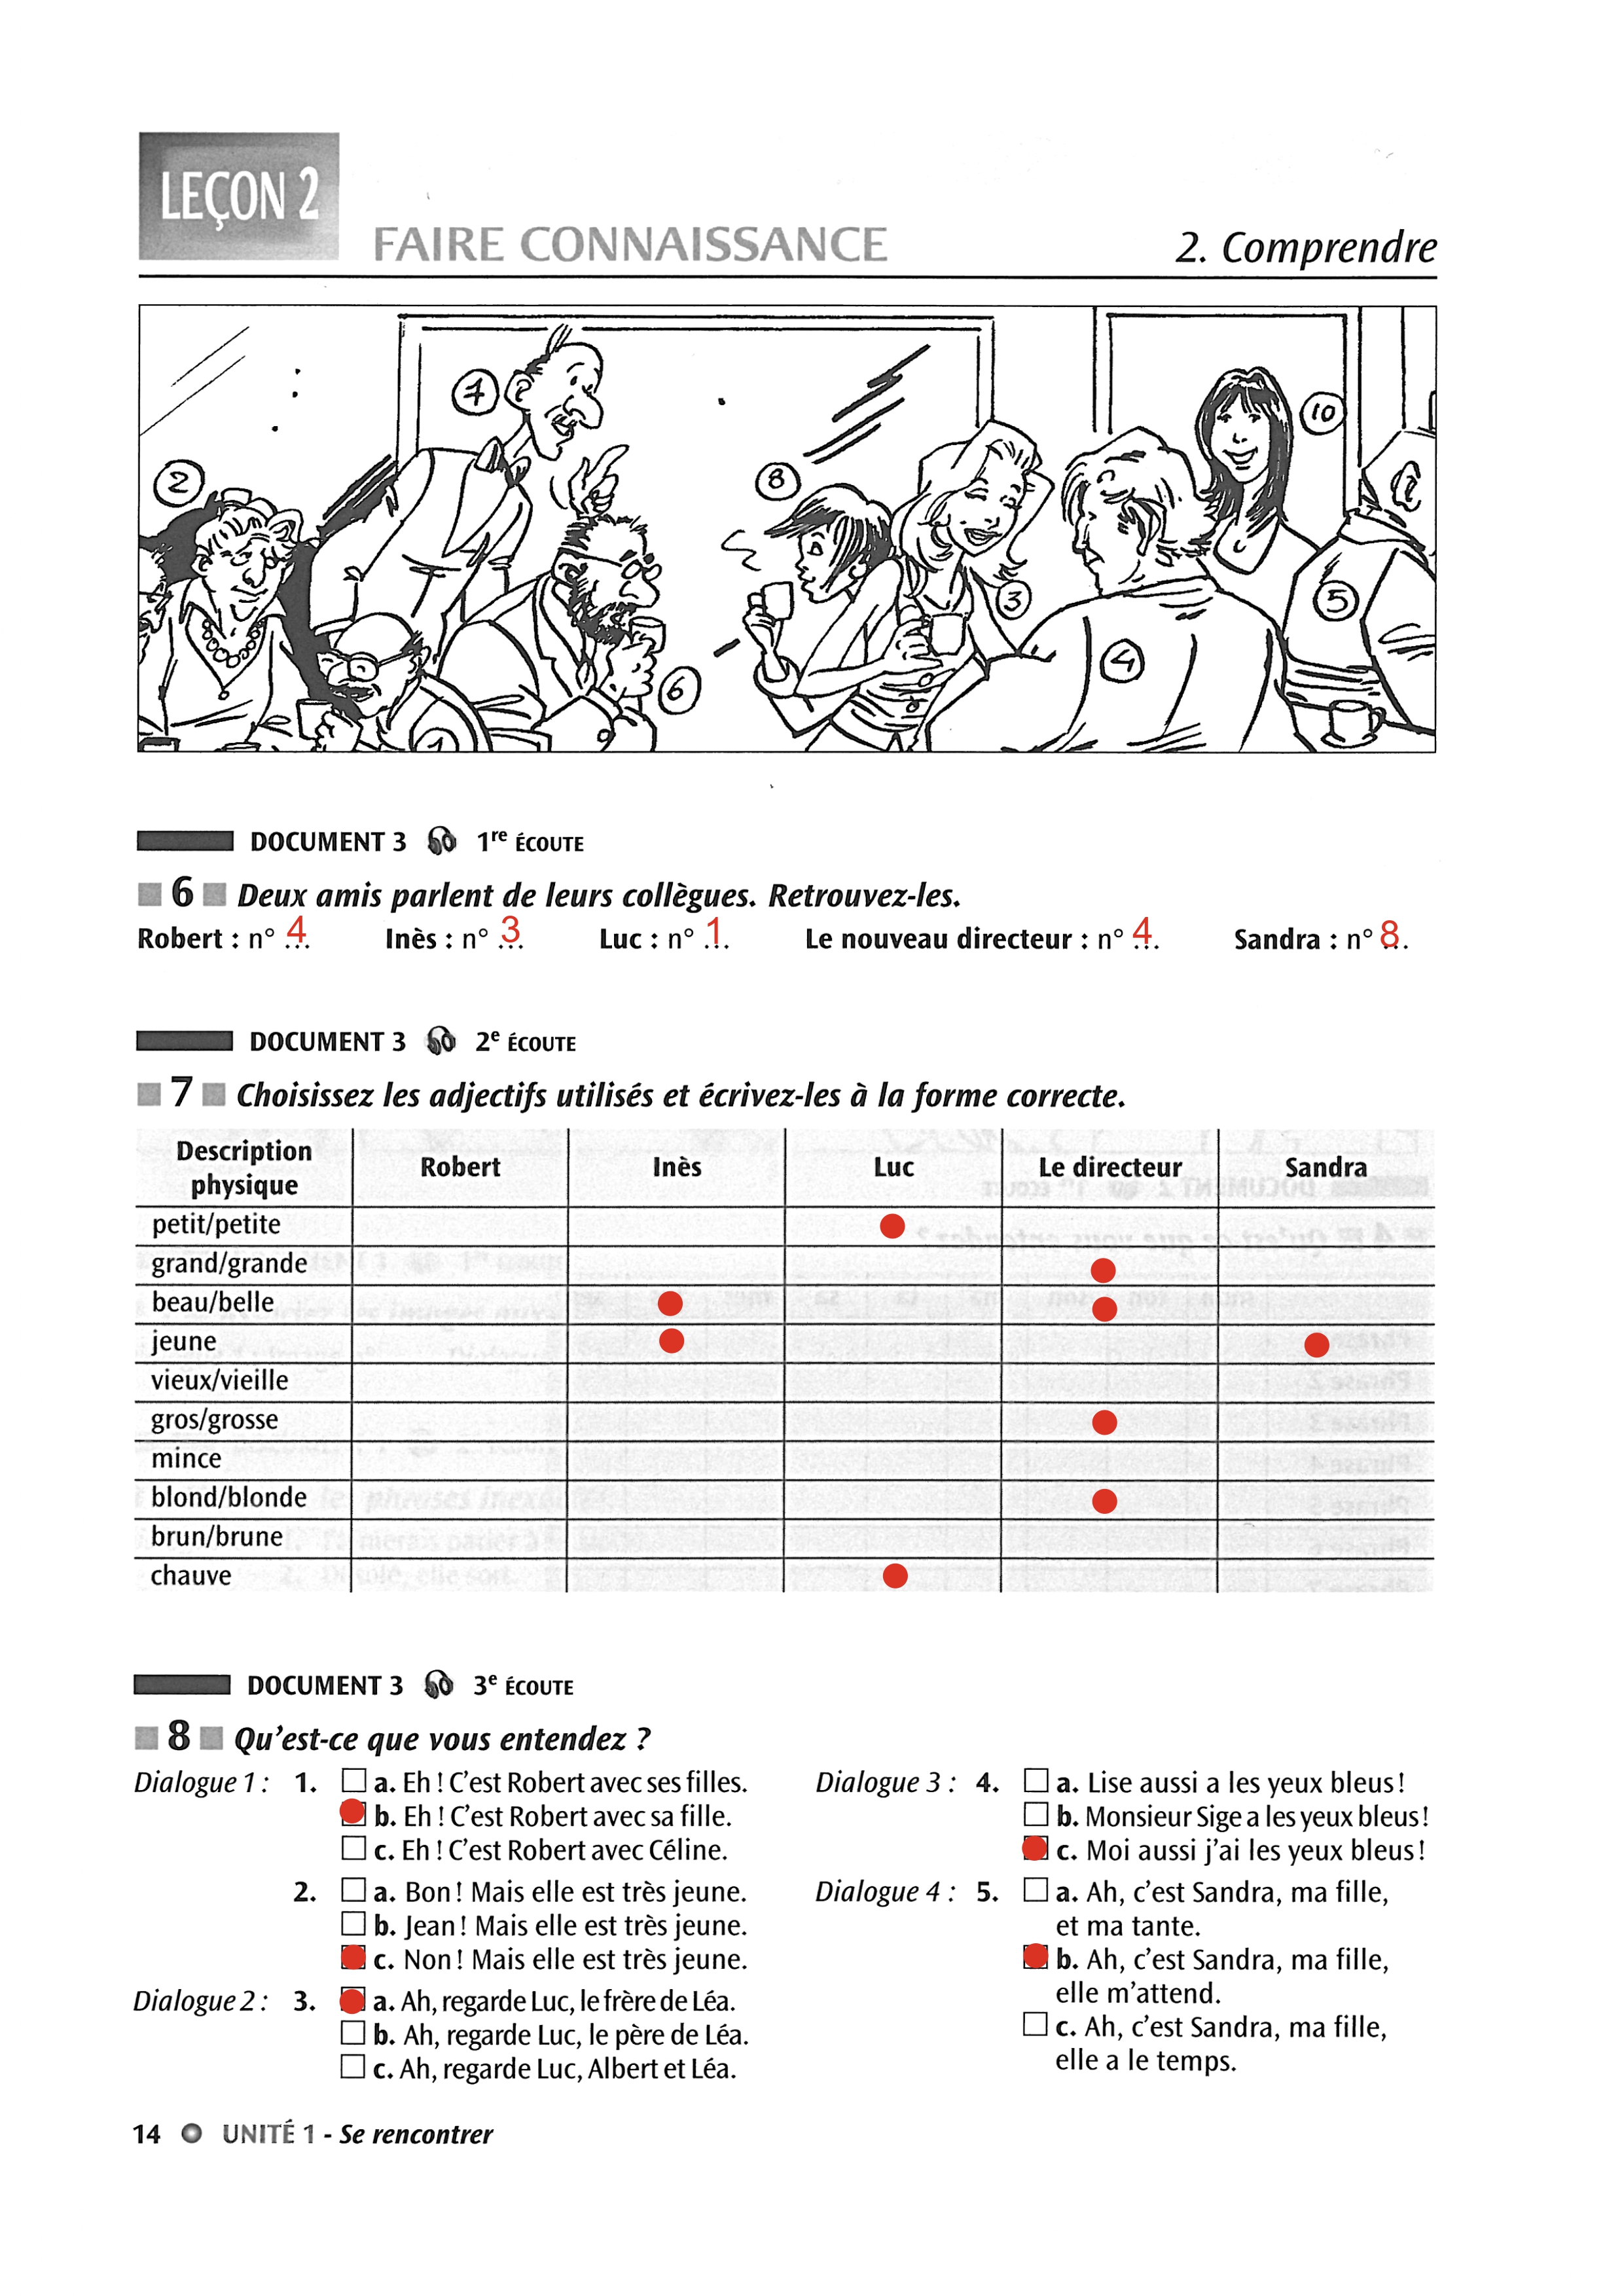 LEÇON 2
FAIRE CONNAISSANCE
2. Comprendre
2
7
8
10
3
5
4
6
1
DOCUMENT 3 1re ÉCOUTE
6 Deux amis parlent de leurs collègues. Retrouvez-les.
Robert : n° 4 Inès : n° 3 Luc : n° 1 Le nouveau directeur : n° 4 Sandra : n° 8
DOCUMENT 3 2e ÉCOUTE
7 Choisissez les adjectifs utilisés et écrivez-les à la forme correcte.
Description physique Robert Inès Luc Le directeur Sandra
petit/petite
grand/grande
beau/belle
jeune
vieux/vieille
gros/grosse
mince
blond/blonde
brun/brune
chauve
DOCUMENT 3 3e ÉCOUTE
8 Qu'est-ce que vous entendez ?
Dialogue 1 : 1. a. Eh ! C'est Robert avec ses filles.
b. Eh ! C'est Robert avec sa fille.
c. Eh ! C'est Robert avec Céline.
2. a. Bon ! Mais elle est très jeune.
b. Jean ! Mais elle est très jeune.
c. Non ! Mais elle est très jeune.
Dialogue 2 : 3. a. Ah, regarde Luc, le frère de Léa.
b. Ah, regarde Luc, le père de Léa.
c. Ah, regarde Luc, Albert et Léa.
Dialogue 3 : 4. a. Lise aussi a les yeux bleus !
b. Monsieur Sige a les yeux bleus !
c. Moi aussi j'ai les yeux bleus !
Dialogue 4 : 5. a. Ah, c'est Sandra, ma fille,
et ma tante.
b. Ah, c'est Sandra, ma fille,
elle m'attend.
c. Ah, c'est Sandra, ma fille,
elle a le temps.
14 UNITÉ 1 - Se rencontrer